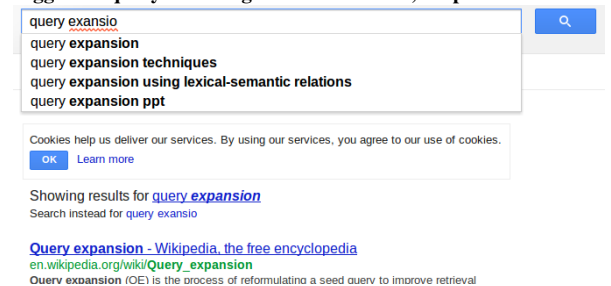 query exansio
query expansion
query expansion techniques
query expansion using lexical-semantic relations
query expansion ppt
Cookies help us deliver our services. By using our services, you agree to our use of cookies.
OK Learn more
Showing results for query expansion
Search instead for query exansio
Query expansion - Wikipedia, the free encyclopedia
en.wikipedia.org/wiki/Query_expansion
Query expansion (QE) is the process of reformulating a seed query to improve retrieval